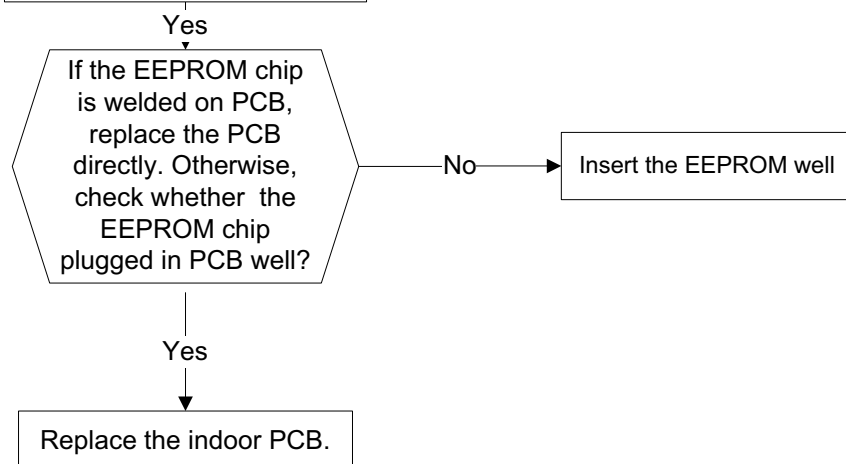 Yes
If the EEPROM chip
is welded on PCB,
replace the PCB
directly. Otherwise,
check whether the
EEPROM chip
plugged in PCB well?
No
Insert the EEPROM well
Yes
Replace the indoor PCB.